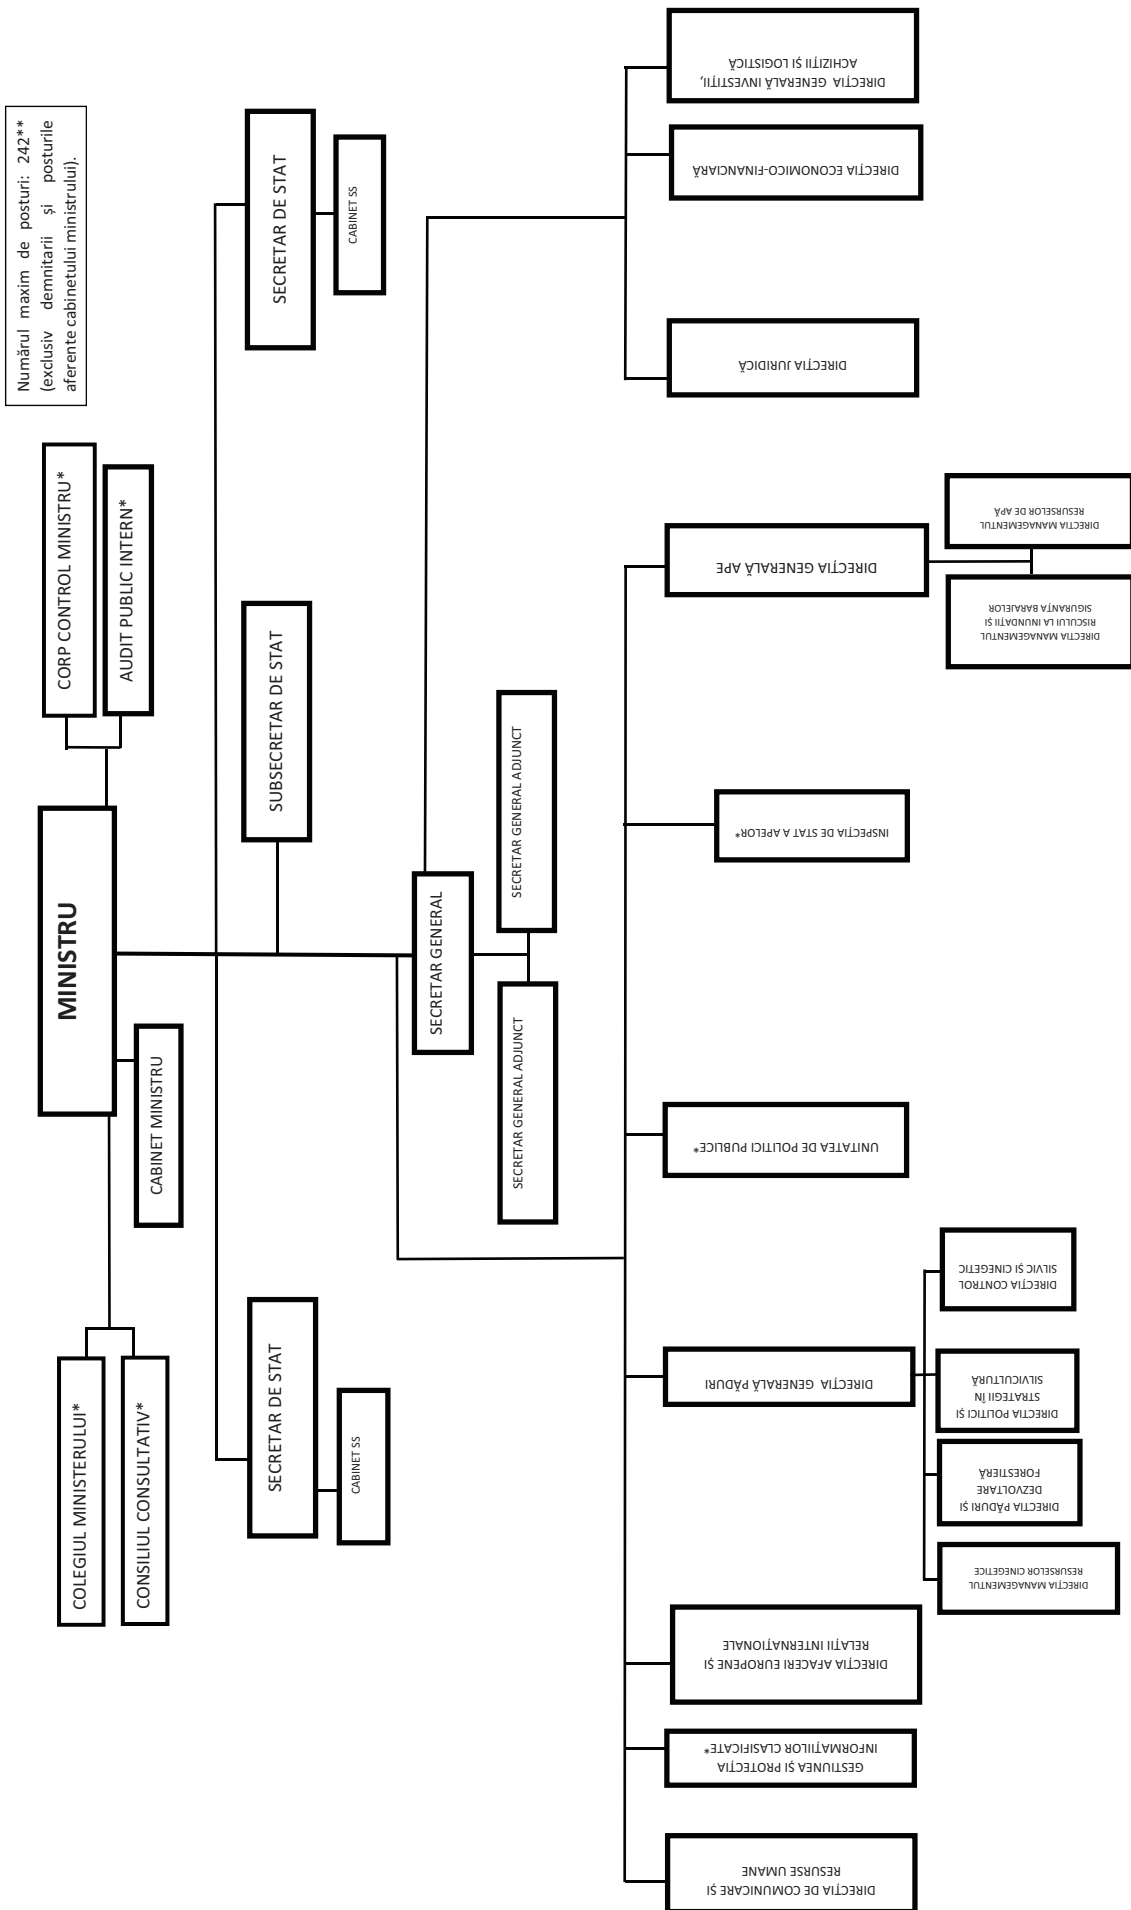 Numărul maxim de posturi: 242**
(exclusiv demnitarii și posturile
aferente cabinetului ministrului).
MINISTRU
COLEGIUL MINISTERULUI*
CONSILIUL CONSULTATIV*
CABINET MINISTRU
CORP CONTROL MINISTRU*
AUDIT PUBLIC INTERN*
SECRETAR DE STAT
CABINET SS
SUBSECRETAR DE STAT
SECRETAR DE STAT
CABINET SS
SECRETAR GENERAL
SECRETAR GENERAL ADJUNCT
SECRETAR GENERAL ADJUNCT
DIRECȚIA DE COMUNICARE ȘI
RESURSE UMANE
GESTIUNEA ȘI PROTECȚIA
INFORMAȚIILOR CLASIFICATE*
DIRECȚIA AFACERI EUROPENE ȘI
RELAȚII INTERNAȚIONALE
DIRECȚIA GENERALĂ PĂDURI
DIRECȚIA MANAGEMENTUL
RESURSELOR CINEGETICE
DIRECȚIA PĂDURI ȘI
DEZVOLTARE
FORESTIERĂ
DIRECȚIA POLITICI ȘI
STRATEGII ÎN
SILVICULTURĂ
DIRECȚIA CONTROL
SILVIC ȘI CINEGETIC
UNITATEA DE POLITICI PUBLICE*
INSPECȚIA DE STAT A APELOR*
DIRECȚIA GENERALĂ APE
DIRECȚIA MANAGEMENTUL
RISCULUI LA INUNDAȚII ȘI
SIGURANȚA BARAJELOR
DIRECȚIA MANAGEMENTUL
RESURSELOR DE APĂ
DIRECȚIA JURIDICĂ
DIRECȚIA ECONOMICO-FINANCIARĂ
DIRECȚIA GENERALĂ INVESTIȚII,
ACHIZIȚII ȘI LOGISTICĂ